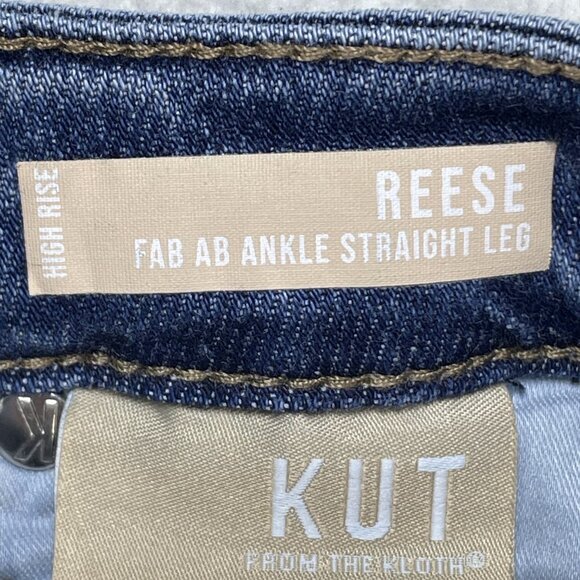 HIGH RISE
REESE
FAB AB ANKLE STRAIGHT LEG
K
KUT
FROM THE KLOTH®